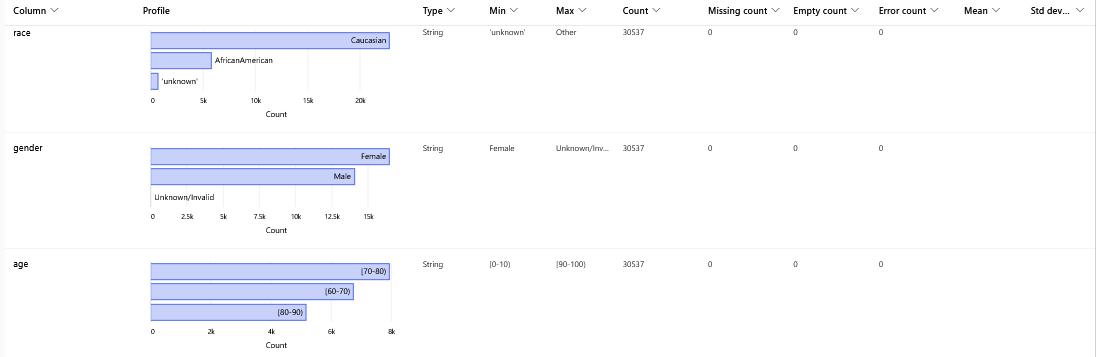 Column Profile Type Min Max Count Missing count Empty count Error count Mean Std dev...
race String 'unknown' Other 30537 0 0 0
Caucasian
AfricanAmerican
'unknown'
0 5k 10k 15k 20k
Count
gender String Female Unknown/Inv... 30537 0 0 0
Female
Male
Unknown/Invalid
0 2.5k 5k 7.5k 10k 12.5k 15k
Count
age String [0-10) [90-100) 30537 0 0 0
[70-80)
[60-70)
[80-90)
0 2k 4k 6k 8k
Count